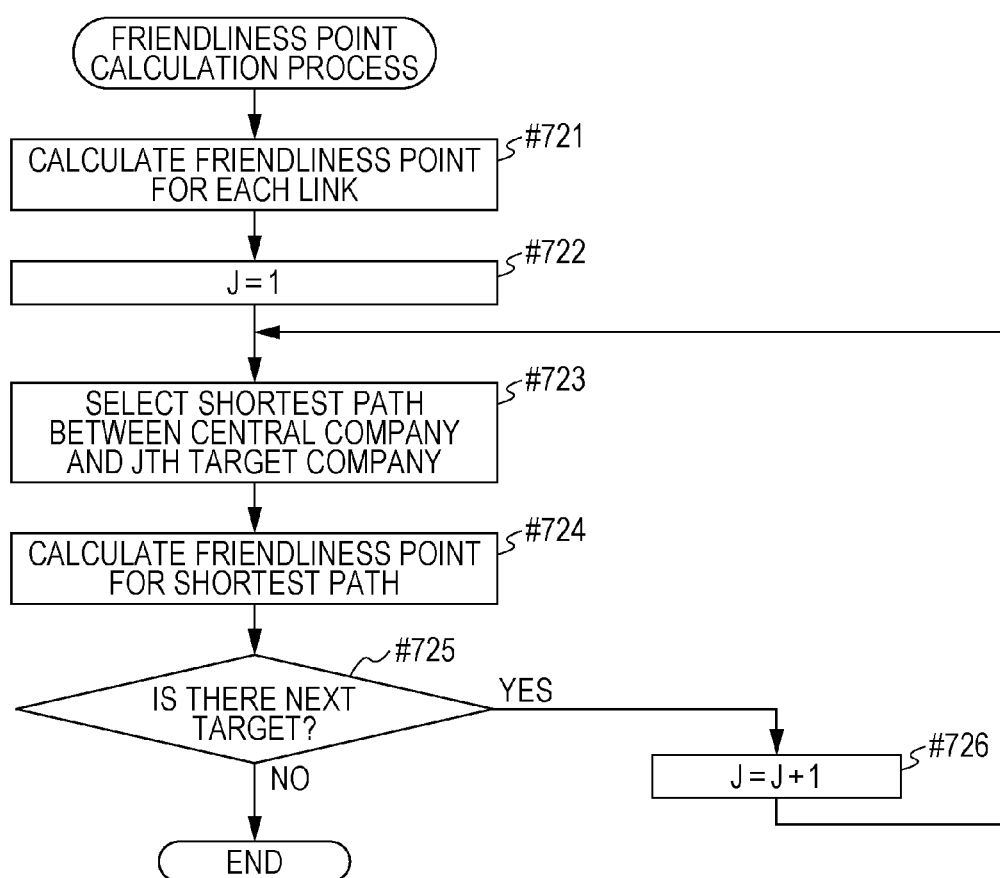 FRIENDLINESS POINT
CALCULATION PROCESS
#721
CALCULATE FRIENDLINESS POINT
FOR EACH LINK
#722
J = 1
#723
SELECT SHORTEST PATH
BETWEEN CENTRAL COMPANY
AND JTH TARGET COMPANY
#724
CALCULATE FRIENDLINESS POINT
FOR SHORTEST PATH
#725
IS THERE NEXT
TARGET?
YES
#726
J = J + 1
NO
END